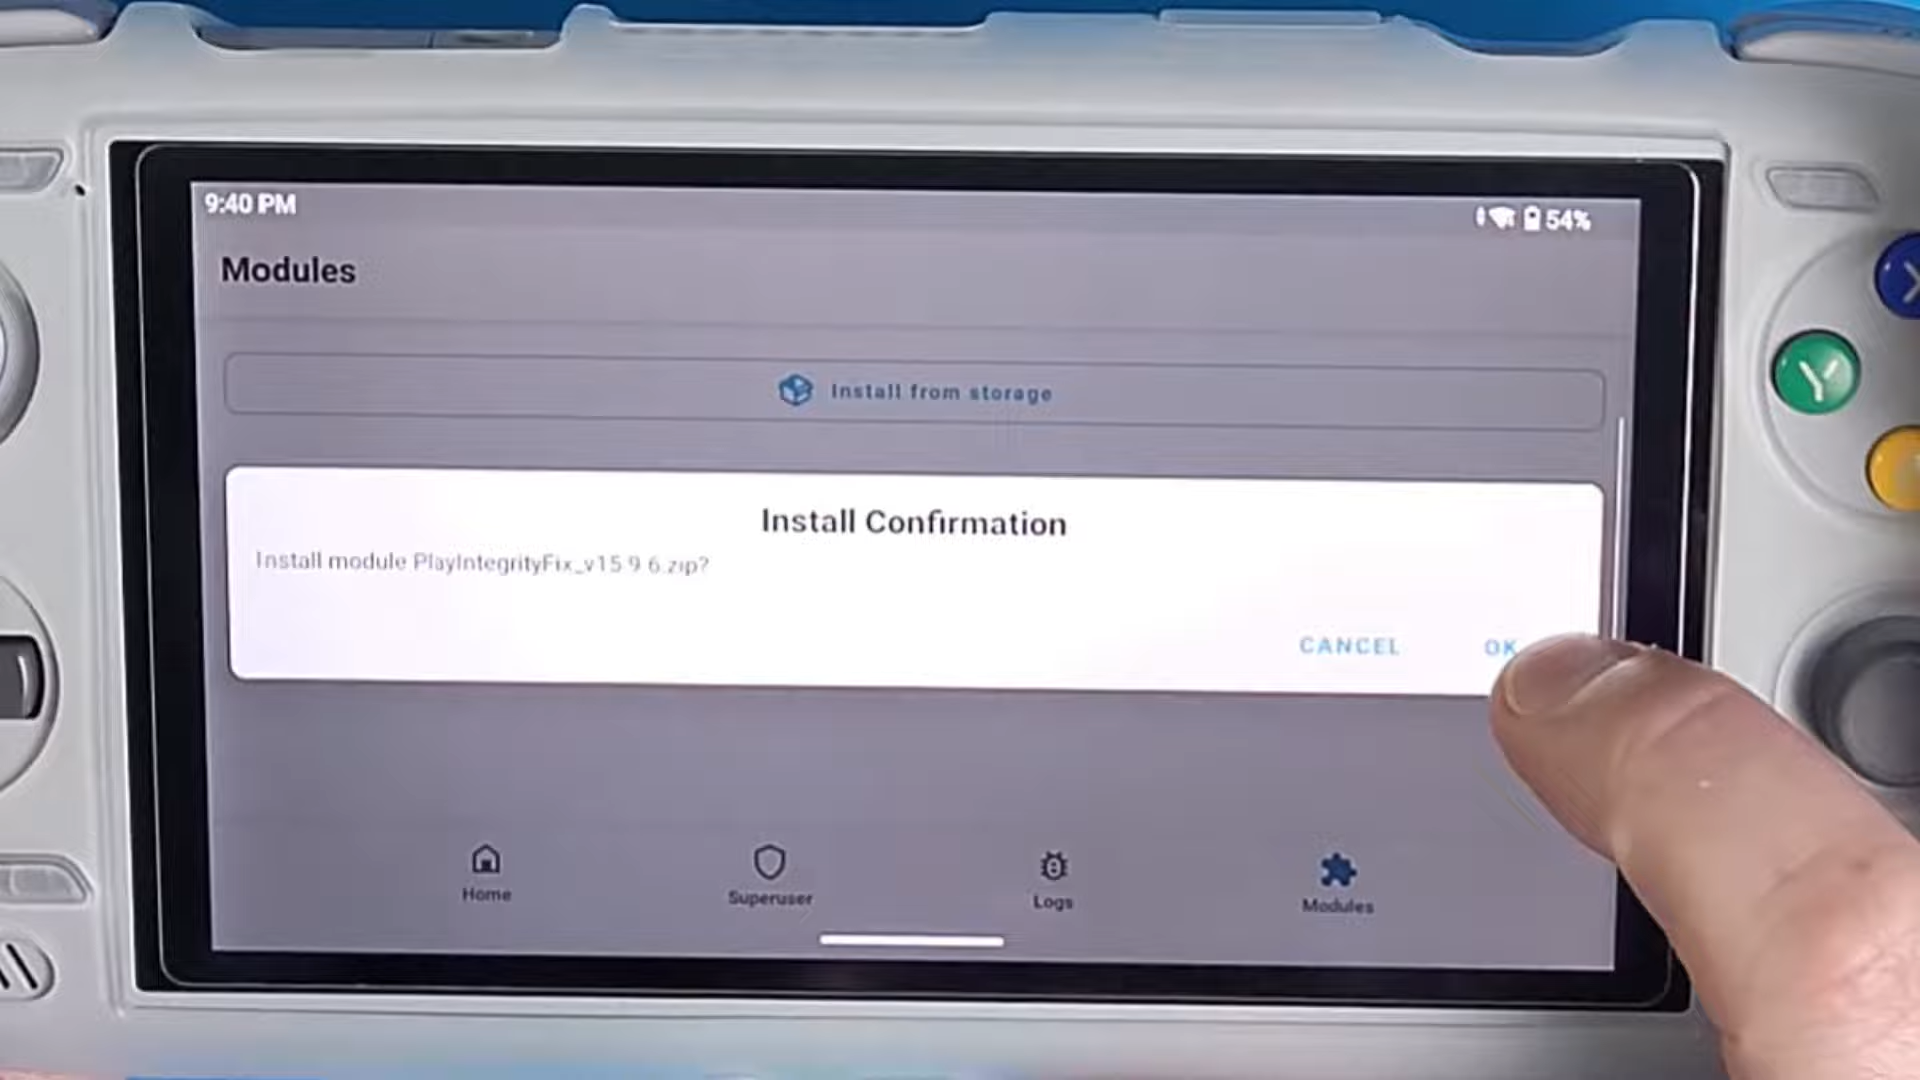 9:40 PM
54%
Modules
Install from storage
Install Confirmation
Install module PlayIntegrityFix_v15.9.6.zip?
CANCEL
OK
Home
Superuser
Logs
Modules
X
Y